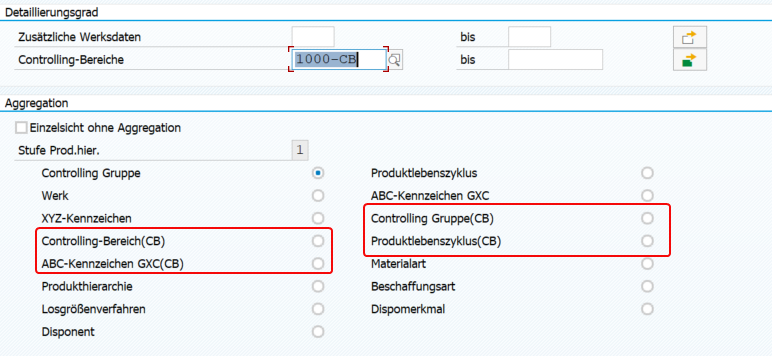 Detaillierungsgrad
Zusätzliche Werksdaten bis
Controlling-Bereiche 1000-CB bis
Aggregation
Einzelsicht ohne Aggregation
Stufe Prod.hier. 1
Controlling Gruppe Produktlebenszyklus
Werk ABC-Kennzeichen GXC
XYZ-Kennzeichen Controlling Gruppe(CB)
Controlling-Bereich(CB) Produktlebenszyklus(CB)
ABC-Kennzeichen GXC(CB) Materialart
Produkthierarchie Beschaffungsart
Losgrößenverfahren Dispomerkmal
Disponent